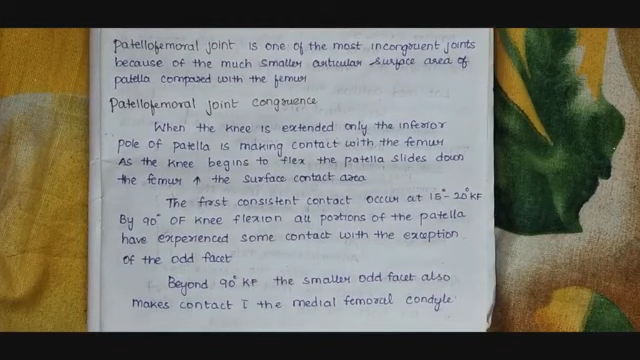 Patellofemoral joint is one of the most incongruent joints
because of the much smaller articular surface area of
patella compared with the femur
Patellofemoral Joint congruence
When the knee is extended only the inferior
pole of patella is making contact with the femur
As the knee begins to flex the patella slides down
the femur ↑ the surface contact area
The first consistent contact occur at 15° - 20° KF
By 90° OF knee flexion all portions of the patella
have experienced some contact with the exception
of the odd facet
Beyond 90° KF the smaller odd facet also
makes contact c̅ the medial femoral condyle